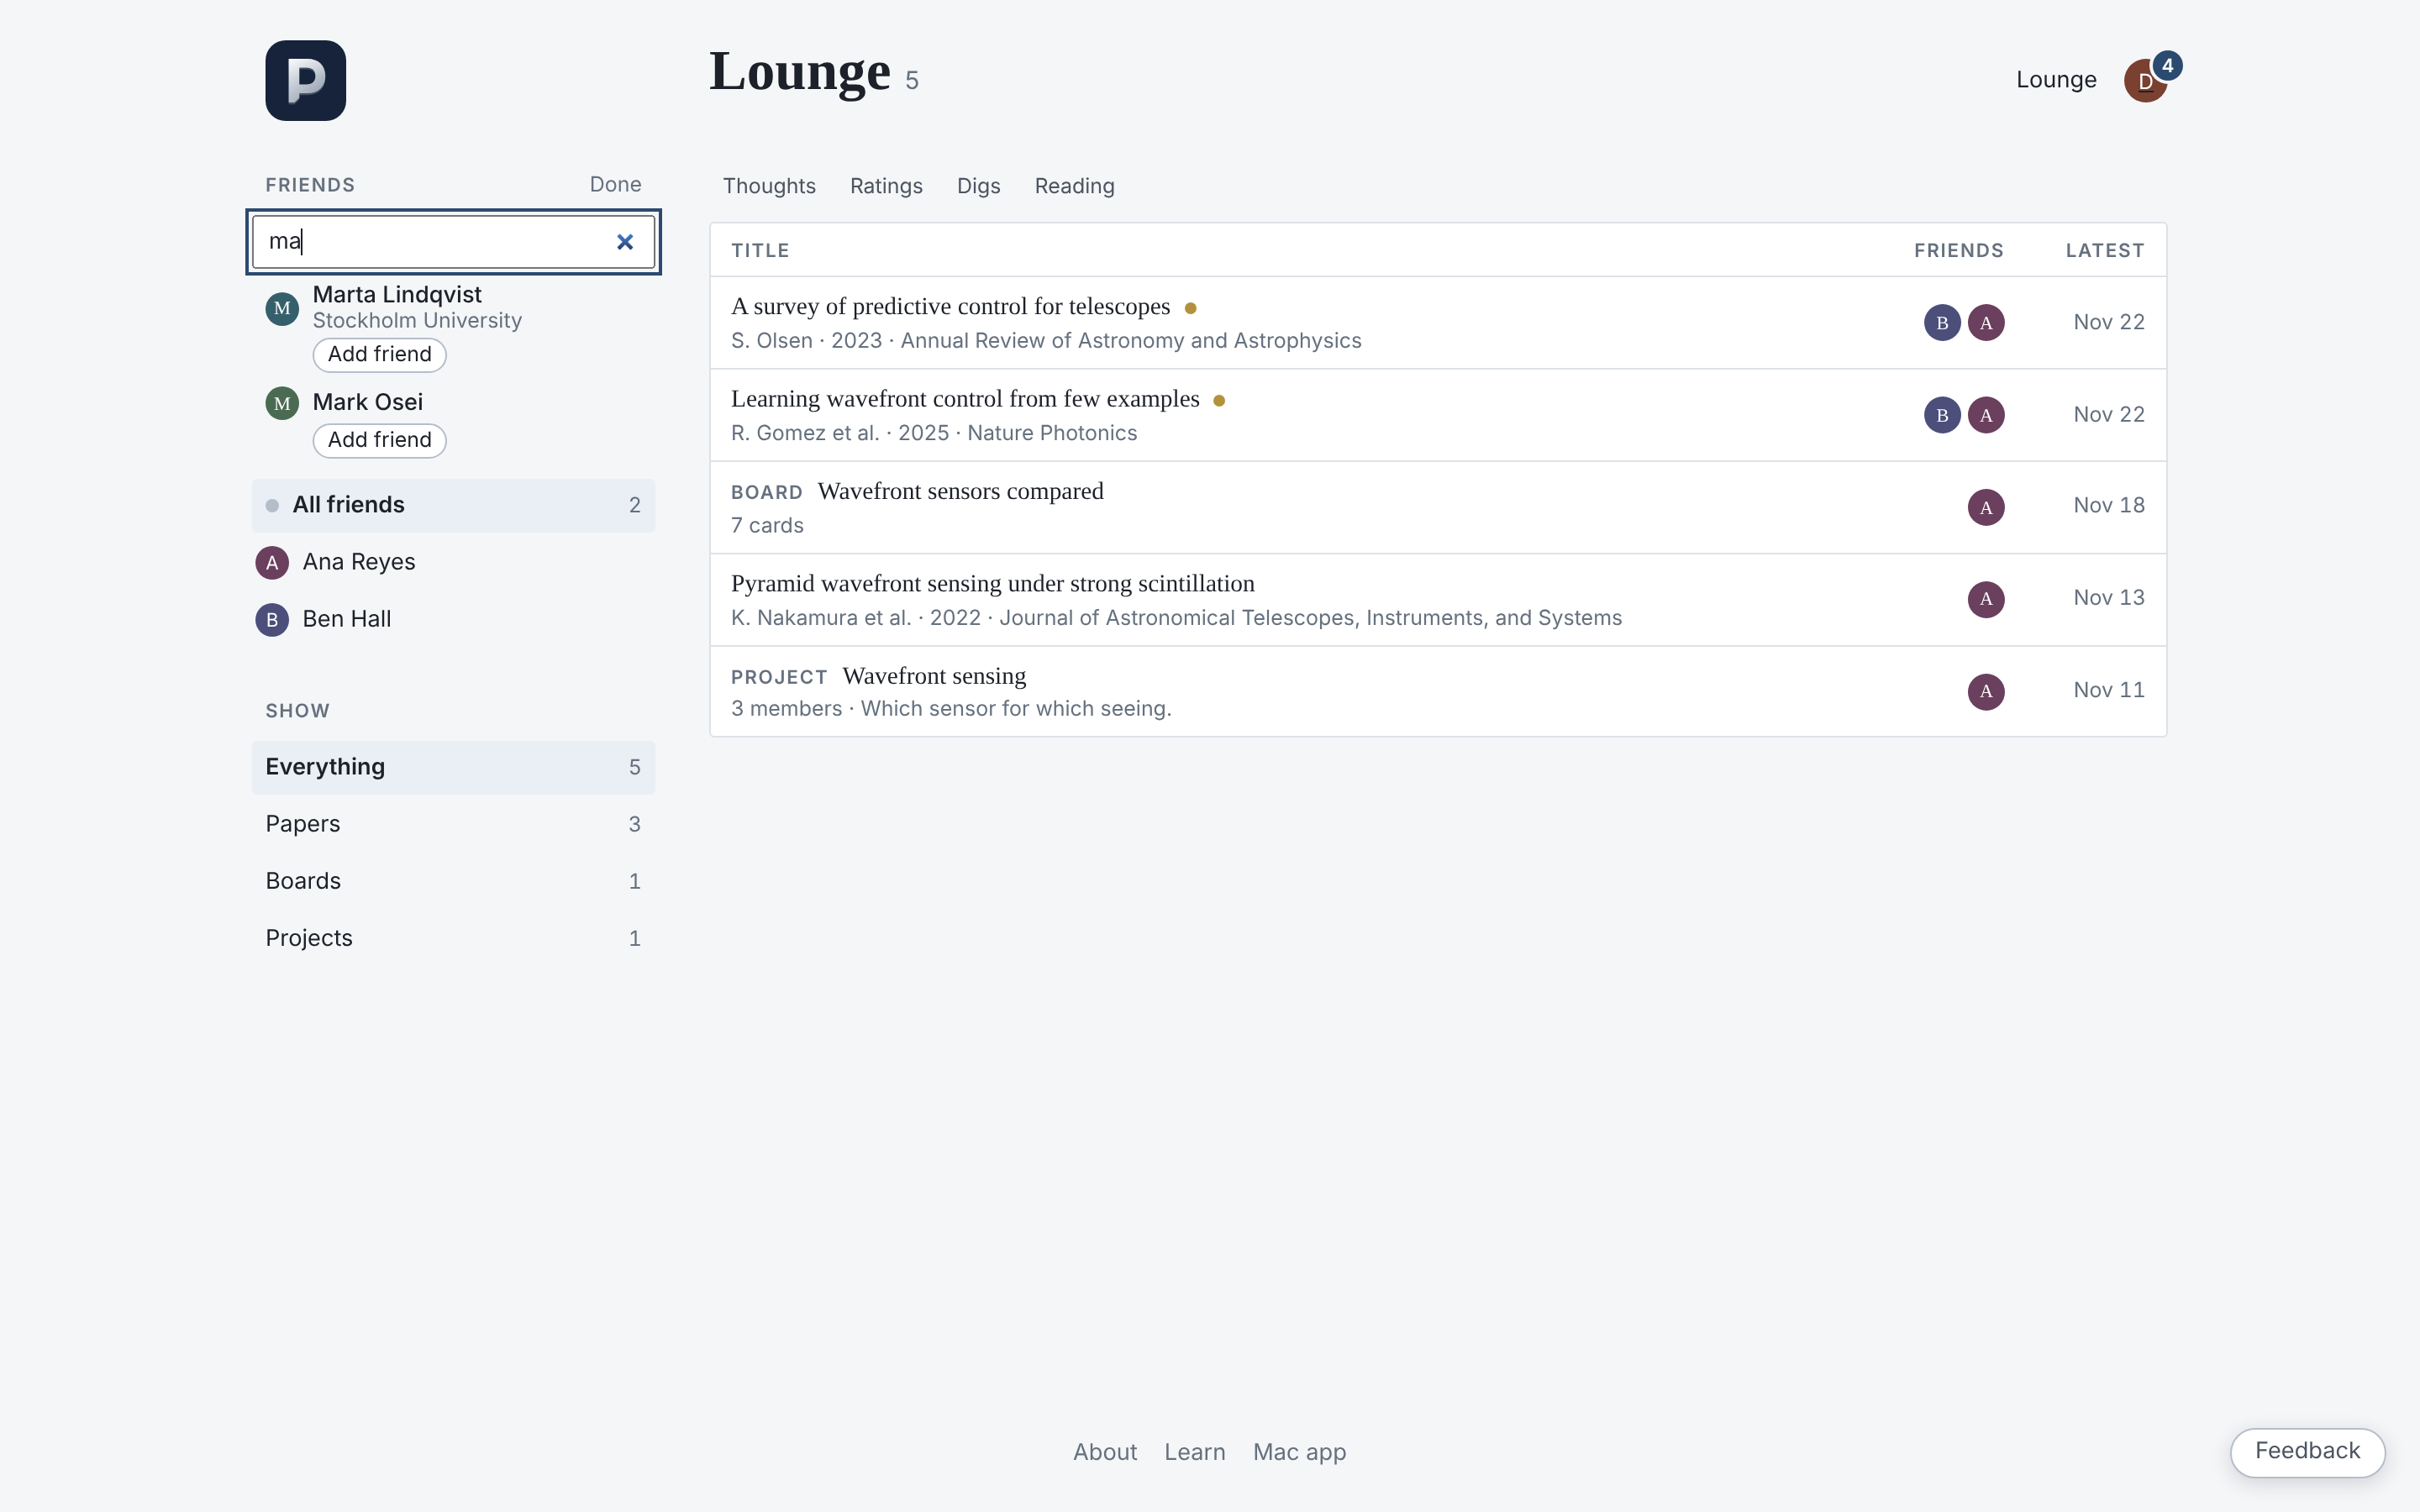 P
Lounge 5
Lounge
D
4
FRIENDS Done
ma
M Marta Lindqvist
Stockholm University
Add friend
M Mark Osei
Add friend
All friends 2
A Ana Reyes
B Ben Hall
SHOW
Everything 5
Papers 3
Boards 1
Projects 1
Thoughts Ratings Digs Reading
TITLE FRIENDS LATEST
A survey of predictive control for telescopes B A Nov 22
S. Olsen · 2023 · Annual Review of Astronomy and Astrophysics
Learning wavefront control from few examples B A Nov 22
R. Gomez et al. · 2025 · Nature Photonics
BOARD Wavefront sensors compared A Nov 18
7 cards
Pyramid wavefront sensing under strong scintillation A Nov 13
K. Nakamura et al. · 2022 · Journal of Astronomical Telescopes, Instruments, and Systems
PROJECT Wavefront sensing A Nov 11
3 members · Which sensor for which seeing.
About Learn Mac app
Feedback